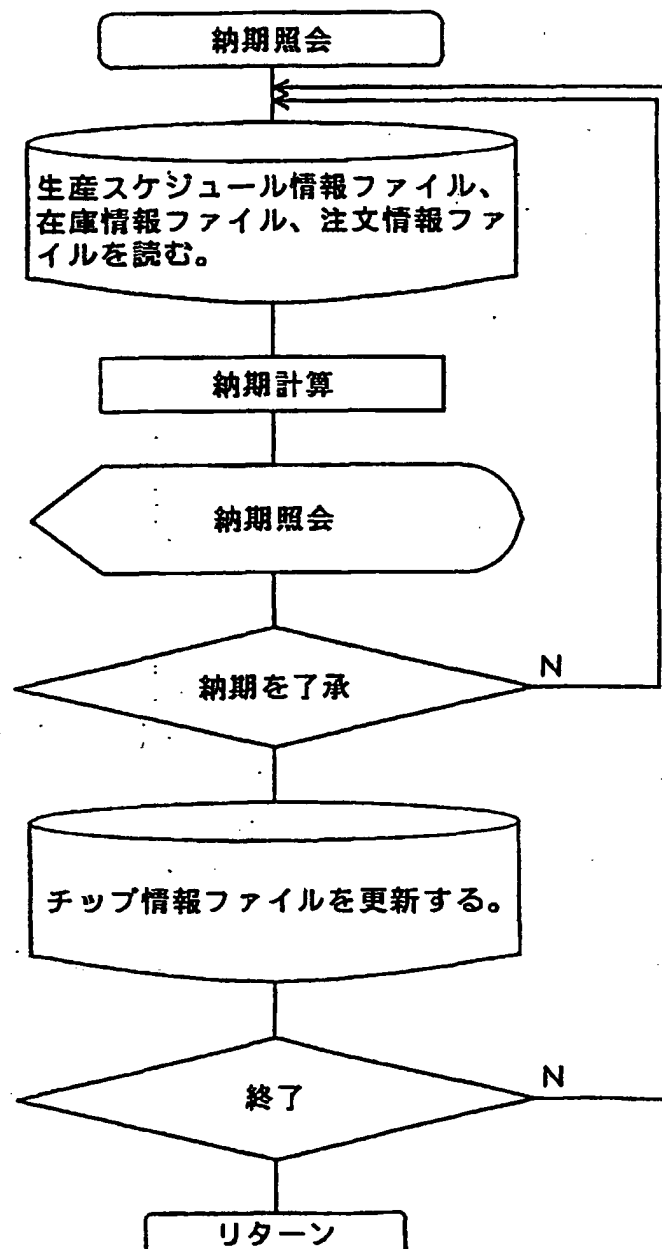 納期照会
生産スケジュール情報ファイル、
在庫情報ファイル、注文情報ファ
イルを読む。
納期計算
納期照会
納期を了承
N
チップ情報ファイルを更新する。
終了
N
リターン